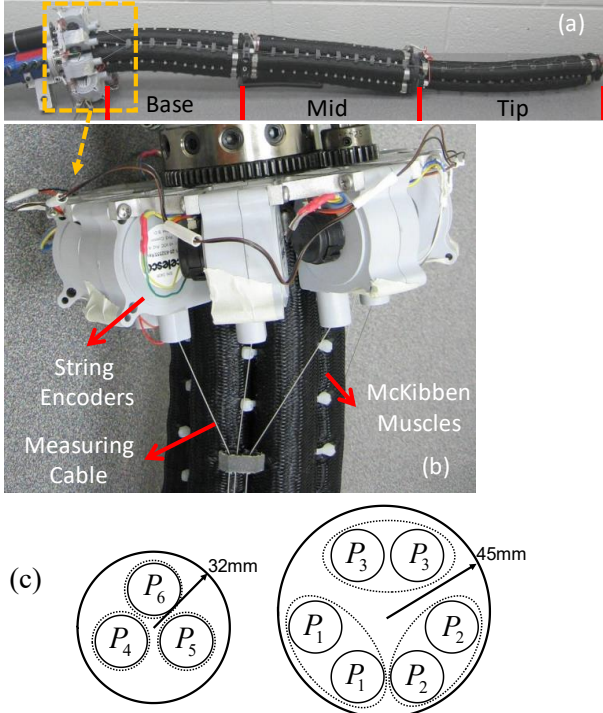 (a)
Base
Mid
Tip
celesco
String
Encoders
Measuring
Cable
McKibben
Muscles
(b)
(c)
P6
P4
P5
32mm
P3
P3
P1
P2
P1
P2
45mm